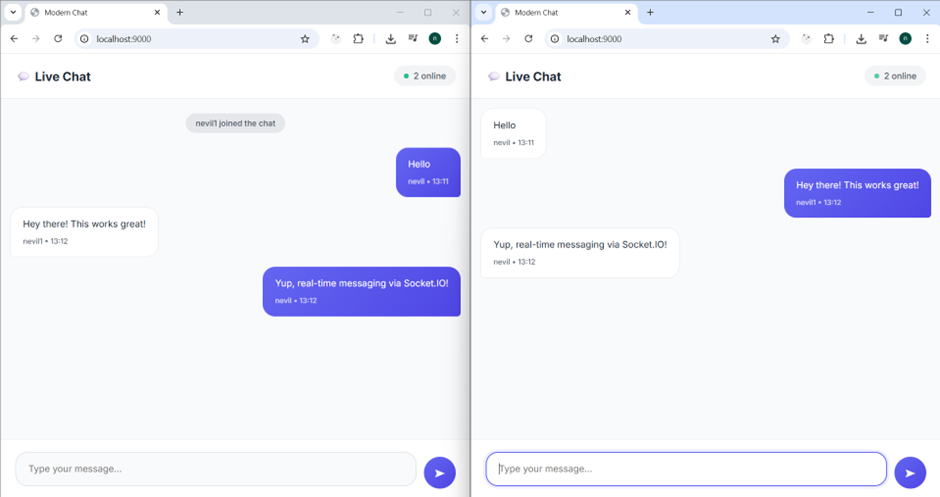 Modern Chat
localhost:9000
Live Chat
2 online
nevil1 joined the chat
Hello
nevil • 13:11
Hey there! This works great!
nevil1 • 13:12
Yup, real-time messaging via Socket.IO!
nevil • 13:12
Type your message...
Modern Chat
localhost:9000
Live Chat
2 online
Hello
nevil • 13:11
Hey there! This works great!
nevil1 • 13:12
Yup, real-time messaging via Socket.IO!
nevil • 13:12
Type your message...